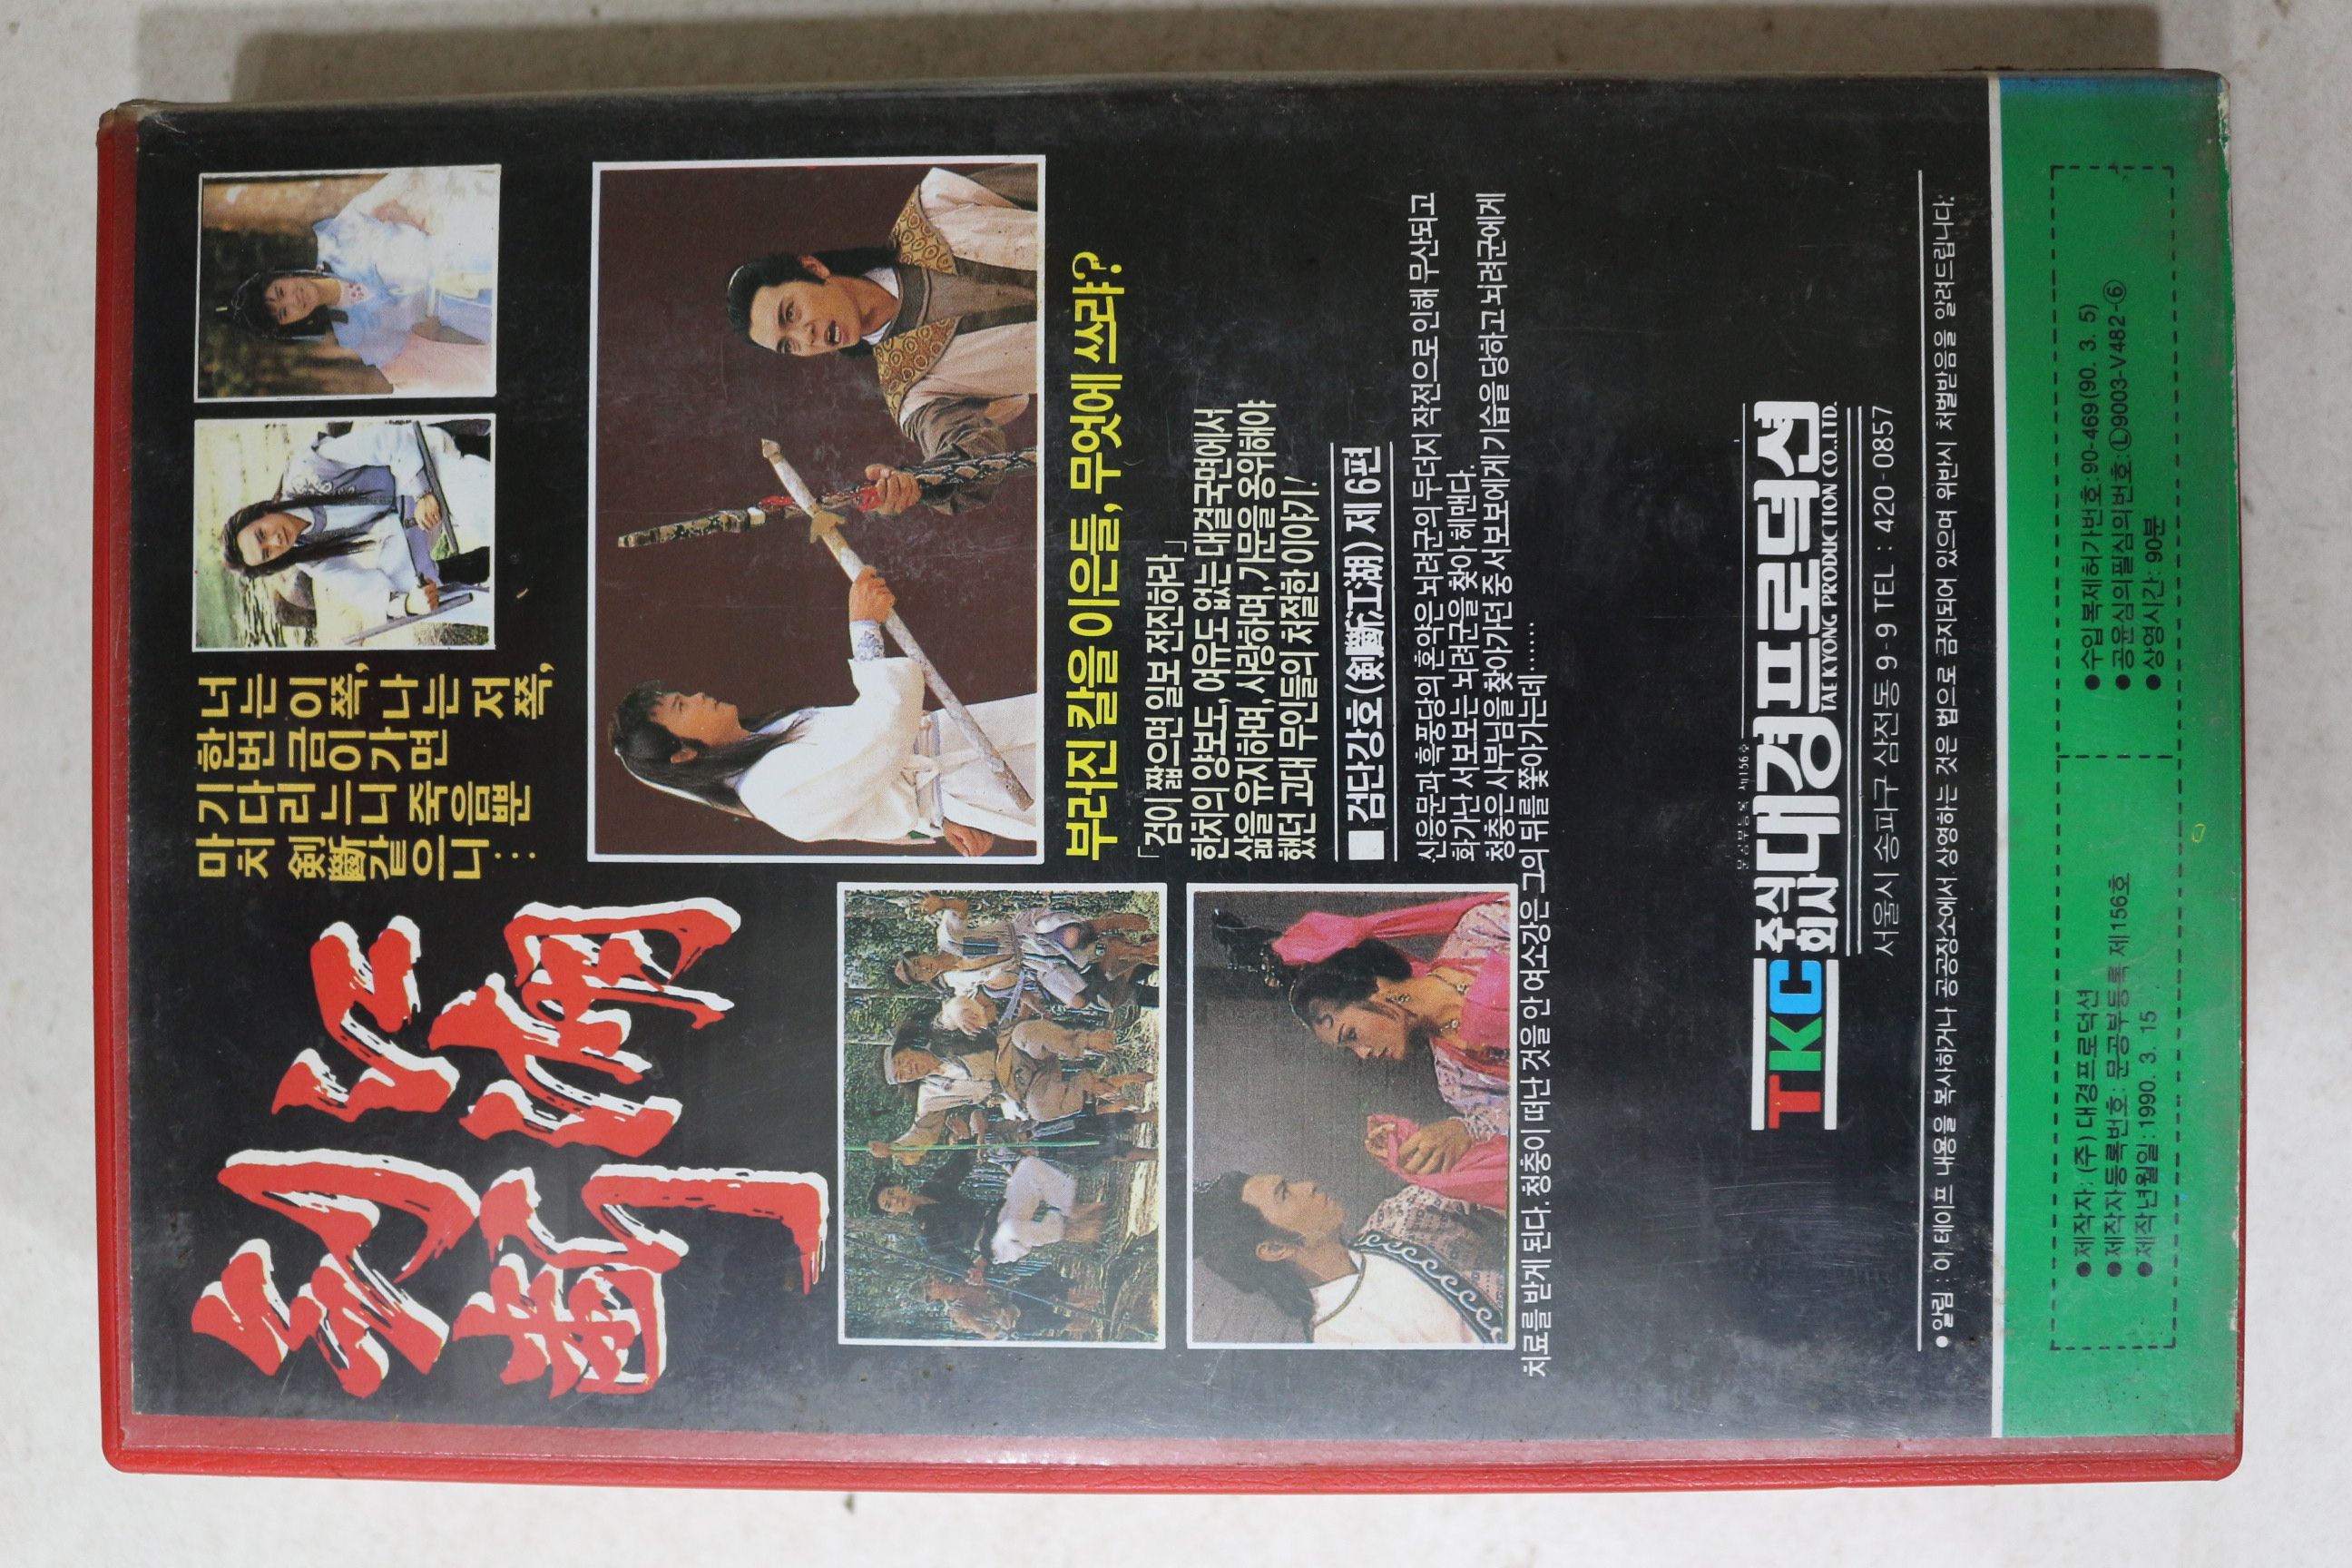 劍斷
江湖
너는 이쪽, 나는 저쪽,
한번 금이가면
기다리느니 죽음뿐
마치 劍斷같으니…
부러진 칼을 이은들, 무엇에 쓰랴?
「검이 짧으면 일보 전진하라」
한치의 양보도, 여유도 없는 대결국면에서
삶을 유지하며, 사랑하며, 가문을 옹위해야
했던 고대 무인들의 처절한 이야기!
■ 검단강호(劍斷江湖) 제6편
신응문과 흑풍당의 혼약은 뇌려군의 두더지 작전으로 인해 무산되고
화가난 서보보는 뇌려군을 찾아 헤맨다.
청충은 사부님을 찾아가던 중 서보보에게 기습을 당하고 뇌려군에게
치료를 받게 된다. 청충이 떠난 것을 안 여소강은 그의 뒤를 쫓아가는데……
문공부등록 제156호
TKC 주식회사 대경프로덕션
TAE KYONG PRODUCTION CO.,LTD.
서울시 송파구 삼전동 9-9 TEL : 420-0857
●알림 : 이 테이프 내용을 복사하거나 공공장소에서 상영하는 것은 법으로 금지되어 있으며 위반시 처벌받음을 알려드립니다.
●제작자: (주) 대경프로덕션
●제작자등록번호: 문공부등록 제156호
●제작년월일: 1990. 3. 15
●수입복제허가번호: 90-469 (90. 3. 5)
●공윤심의필심의번호: Ⓛ9003-V482-⑥
●상영시간: 90분